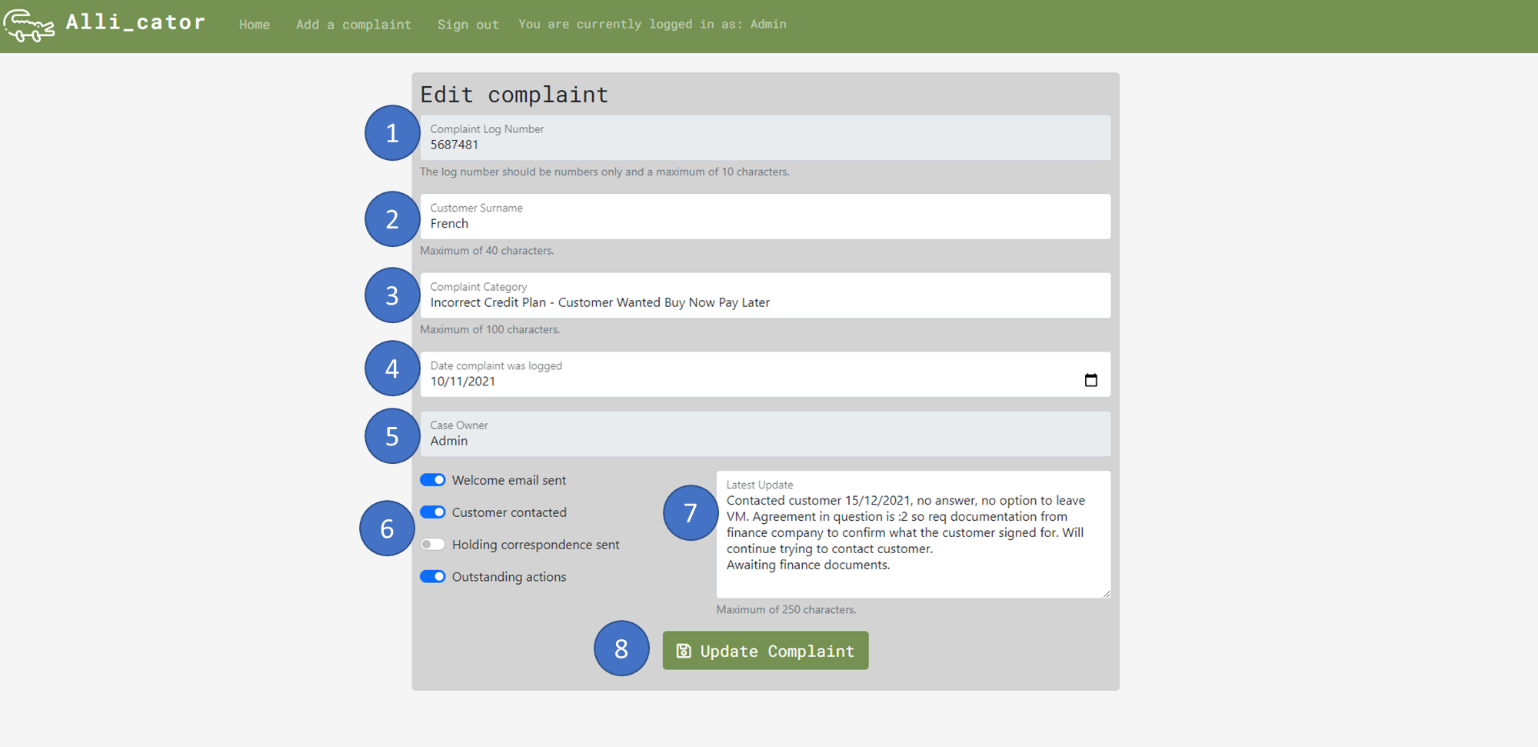 Alli_cator Home Add a complaint Sign out You are currently logged in as: Admin
Edit complaint
1
Complaint Log Number
5687481
The log number should be numbers only and a maximum of 10 characters.
2
Customer Surname
French
Maximum of 40 characters.
3
Complaint Category
Incorrect Credit Plan - Customer Wanted Buy Now Pay Later
Maximum of 100 characters.
4
Date complaint was logged
10/11/2021
5
Case Owner
Admin
6
Welcome email sent
Customer contacted
Holding correspondence sent
Outstanding actions
7
Latest Update
Contacted customer 15/12/2021, no answer, no option to leave
VM. Agreement in question is :2 so req documentation from
finance company to confirm what the customer signed for. Will
continue trying to contact customer.
Awaiting finance documents.
Maximum of 250 characters.
8
Update Complaint